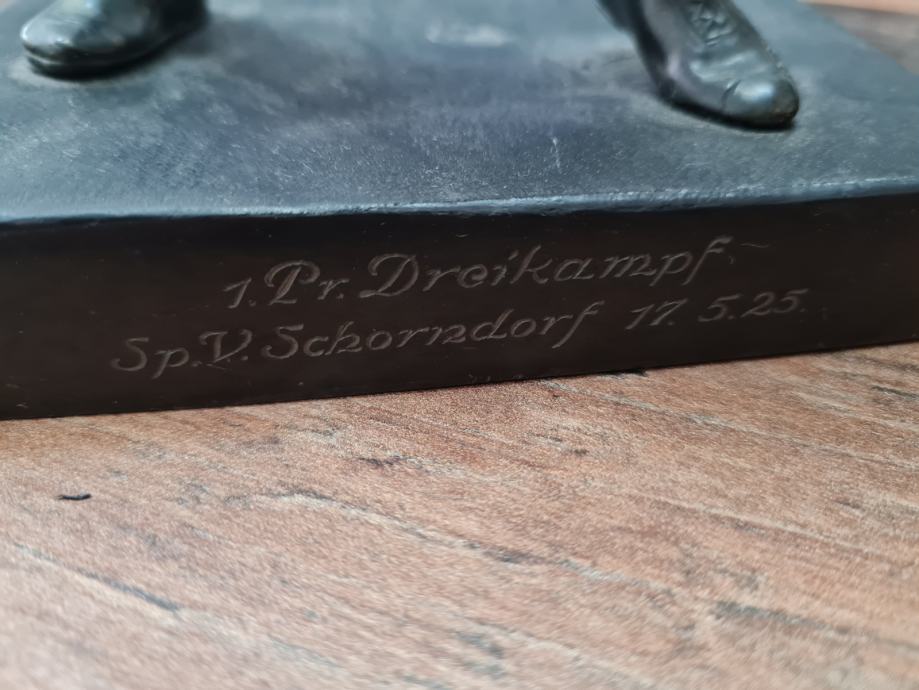 1. Pr. Dreikampf
Sp.V. Schorndorf 17.5.25.